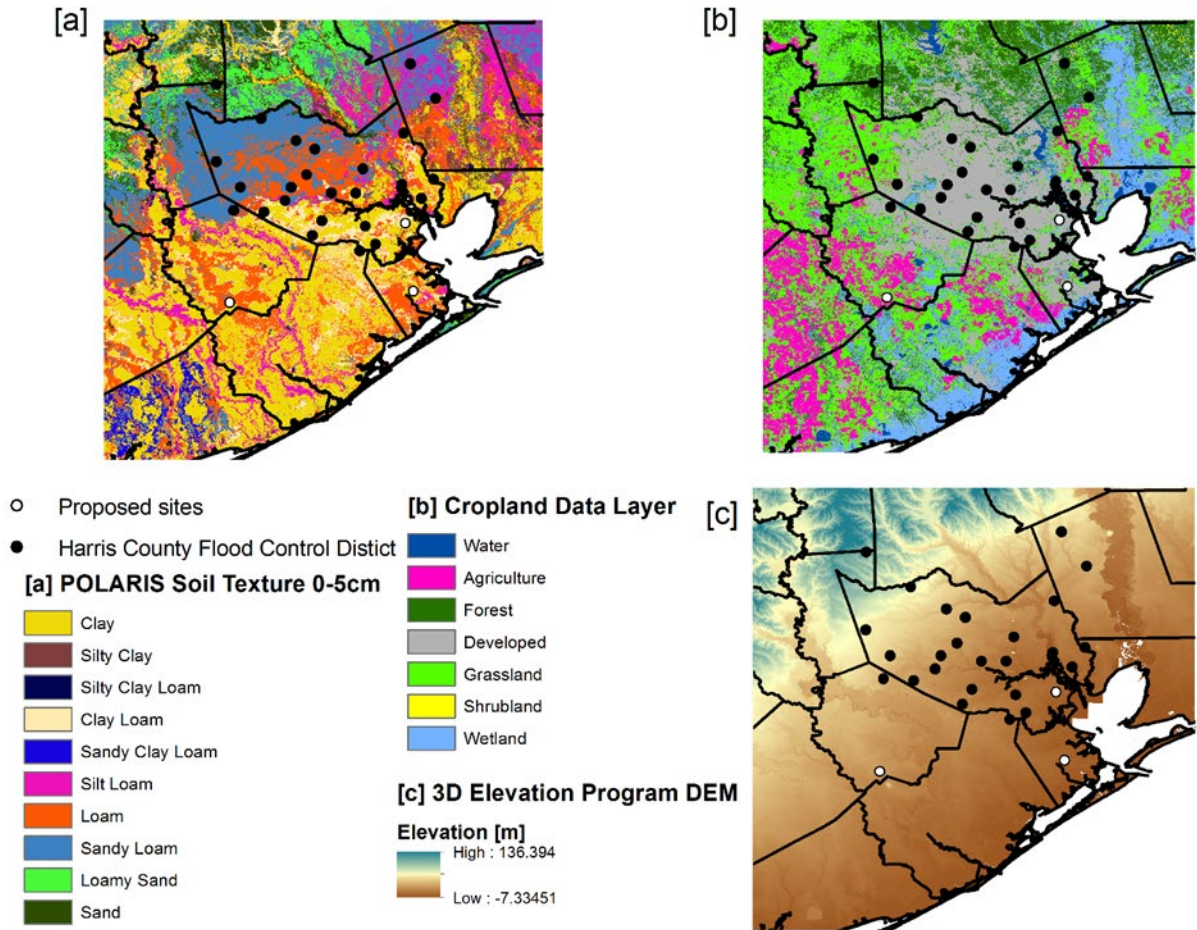 [a]
[b]
Proposed sites
Harris County Flood Control Distict
[a] POLARIS Soil Texture 0-5cm
Clay
Silty Clay
Silty Clay Loam
Clay Loam
Sandy Clay Loam
Silt Loam
Loam
Sandy Loam
Loamy Sand
Sand
[b] Cropland Data Layer
Water
Agriculture
Forest
Developed
Grassland
Shrubland
Wetland
[c] 3D Elevation Program DEM
Elevation [m]
High : 136.394
Low : -7.33451
[c]